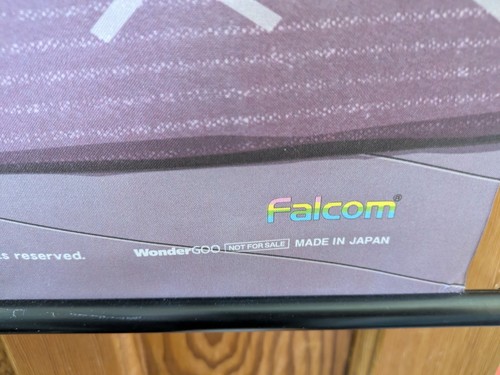 Falcom®
s reserved.
WonderGOO NOT FOR SALE MADE IN JAPAN